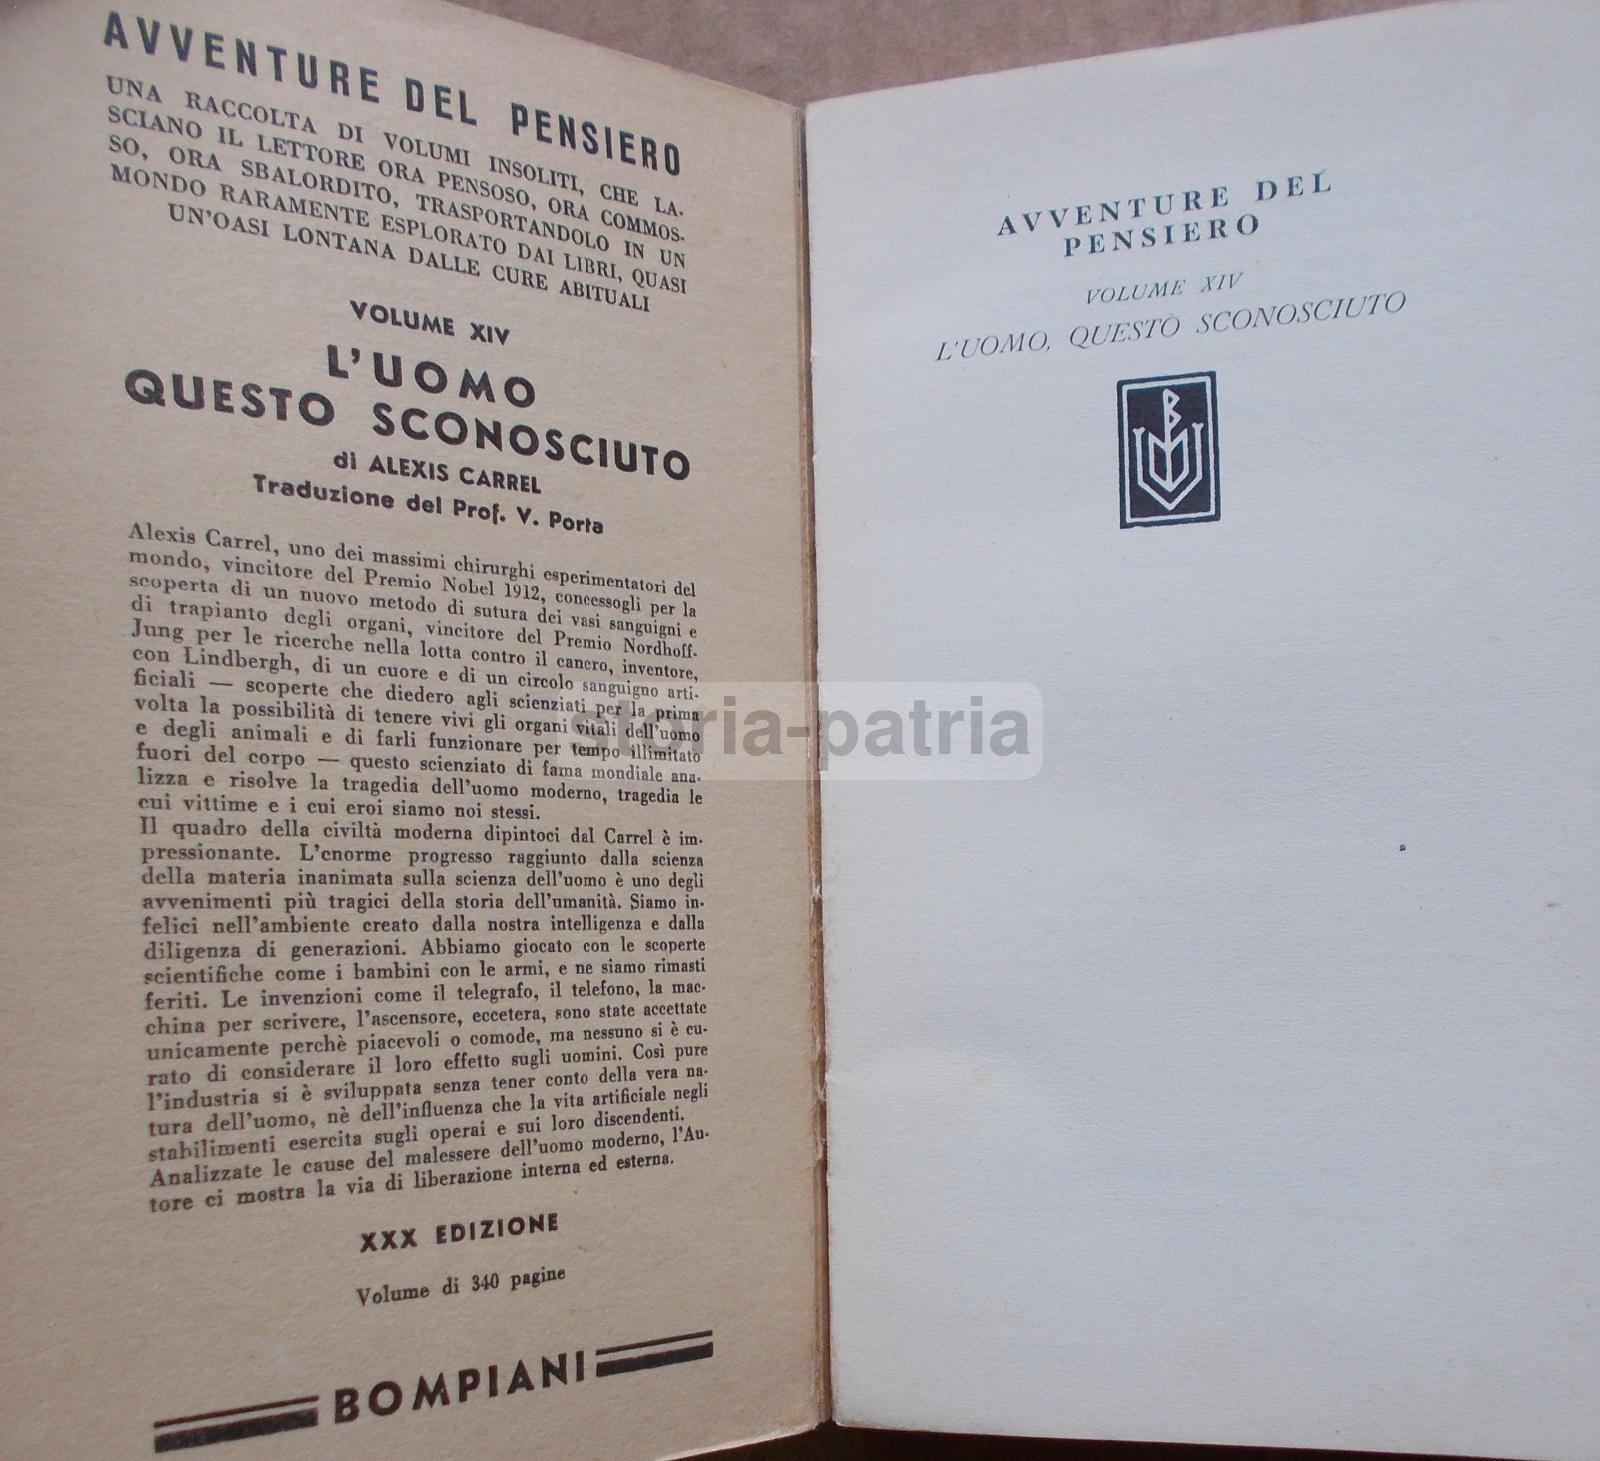 AVVENTURE DEL PENSIERO
UNA RACCOLTA DI VOLUMI INSOLITI, CHE LA-
SCIANO IL LETTORE ORA PENSOSO, ORA COMMOS-
SO, ORA SBALORDITO, TRASPORTANDOLO IN UN
MONDO RARAMENTE ESPLORATO DAI LIBRI, QUASI
UN'OASI LONTANA DALLE CURE ABITUALI
VOLUME XIV
L'UOMO
QUESTO SCONOSCIUTO
di ALEXIS CARREL
Traduzione del Prof. V. Porta
Alexis Carrel, uno dei massimi chirurghi esperimentatori del
mondo, vincitore del Premio Nobel 1912, concessogli per la
scoperta di un nuovo metodo di sutura dei vasi sanguigni e
di trapianto degli organi, vincitore del Premio Nordhoff-
Jung per le ricerche nella lotta contro il cancro, inventore,
con Lindbergh, di un cuore e di un circolo sanguigno arti-
ficiali — scoperte che diedero agli scienziati per la prima
volta la possibilità di tenere vivi gli organi vitali dell'uomo
e degli animali e di farli funzionare per tempo illimitato
fuori del corpo — questo scienziato di fama mondiale ana-
lizza e risolve la tragedia dell'uomo moderno, tragedia le
cui vittime e i cui eroi siamo noi stessi.
Il quadro della civiltà moderna dipintoci dal Carrel è im-
pressionante. L'enorme progresso raggiunto dalla scienza
della materia inanimata sulla scienza dell'uomo è uno degli
avvenimenti più tragici della storia dell'umanità. Siamo in-
felici nell'ambiente creato dalla nostra intelligenza e dalla
diligenza di generazioni. Abbiamo giocato con le scoperte
scientifiche come i bambini con le armi, e ne siamo rimasti
feriti. Le invenzioni come il telegrafo, il telefono, la mac-
china per scrivere, l'ascensore, eccetera, sono state accettate
unicamente perchè piacevoli o comode, ma nessuno si è cu-
rato di considerare il loro effetto sugli uomini. Così pure
l'industria si è sviluppata senza tener conto della vera na-
tura dell'uomo, nè dell'influenza che la vita artificiale negli
stabilimenti esercita sugli operai e sui loro discendenti.
Analizzate le cause del malessere dell'uomo moderno, l'Au-
tore ci mostra la via di liberazione interna ed esterna.
XXX EDIZIONE
Volume di 340 pagine
BOMPIANI
AVVENTURE DEL
PENSIERO
VOLUME XIV
L'UOMO, QUESTO SCONOSCIUTO
B
storia-patria